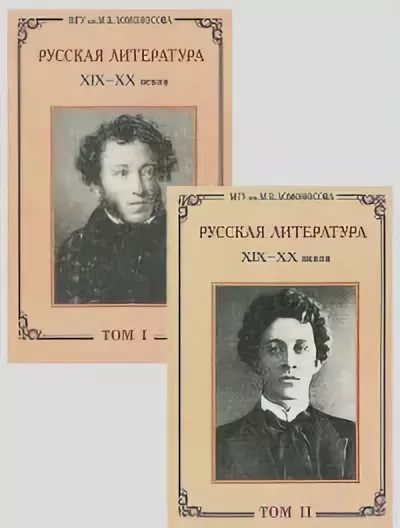 МГУ им. М.В. ЛОМОНОСОВА
РУССКАЯ ЛИТЕРАТУРА
XIX–XX веков
ТОМ I
МГУ им. М.В. ЛОМОНОСОВА
РУССКАЯ ЛИТЕРАТУРА
XIX–XX веков
ТОМ II